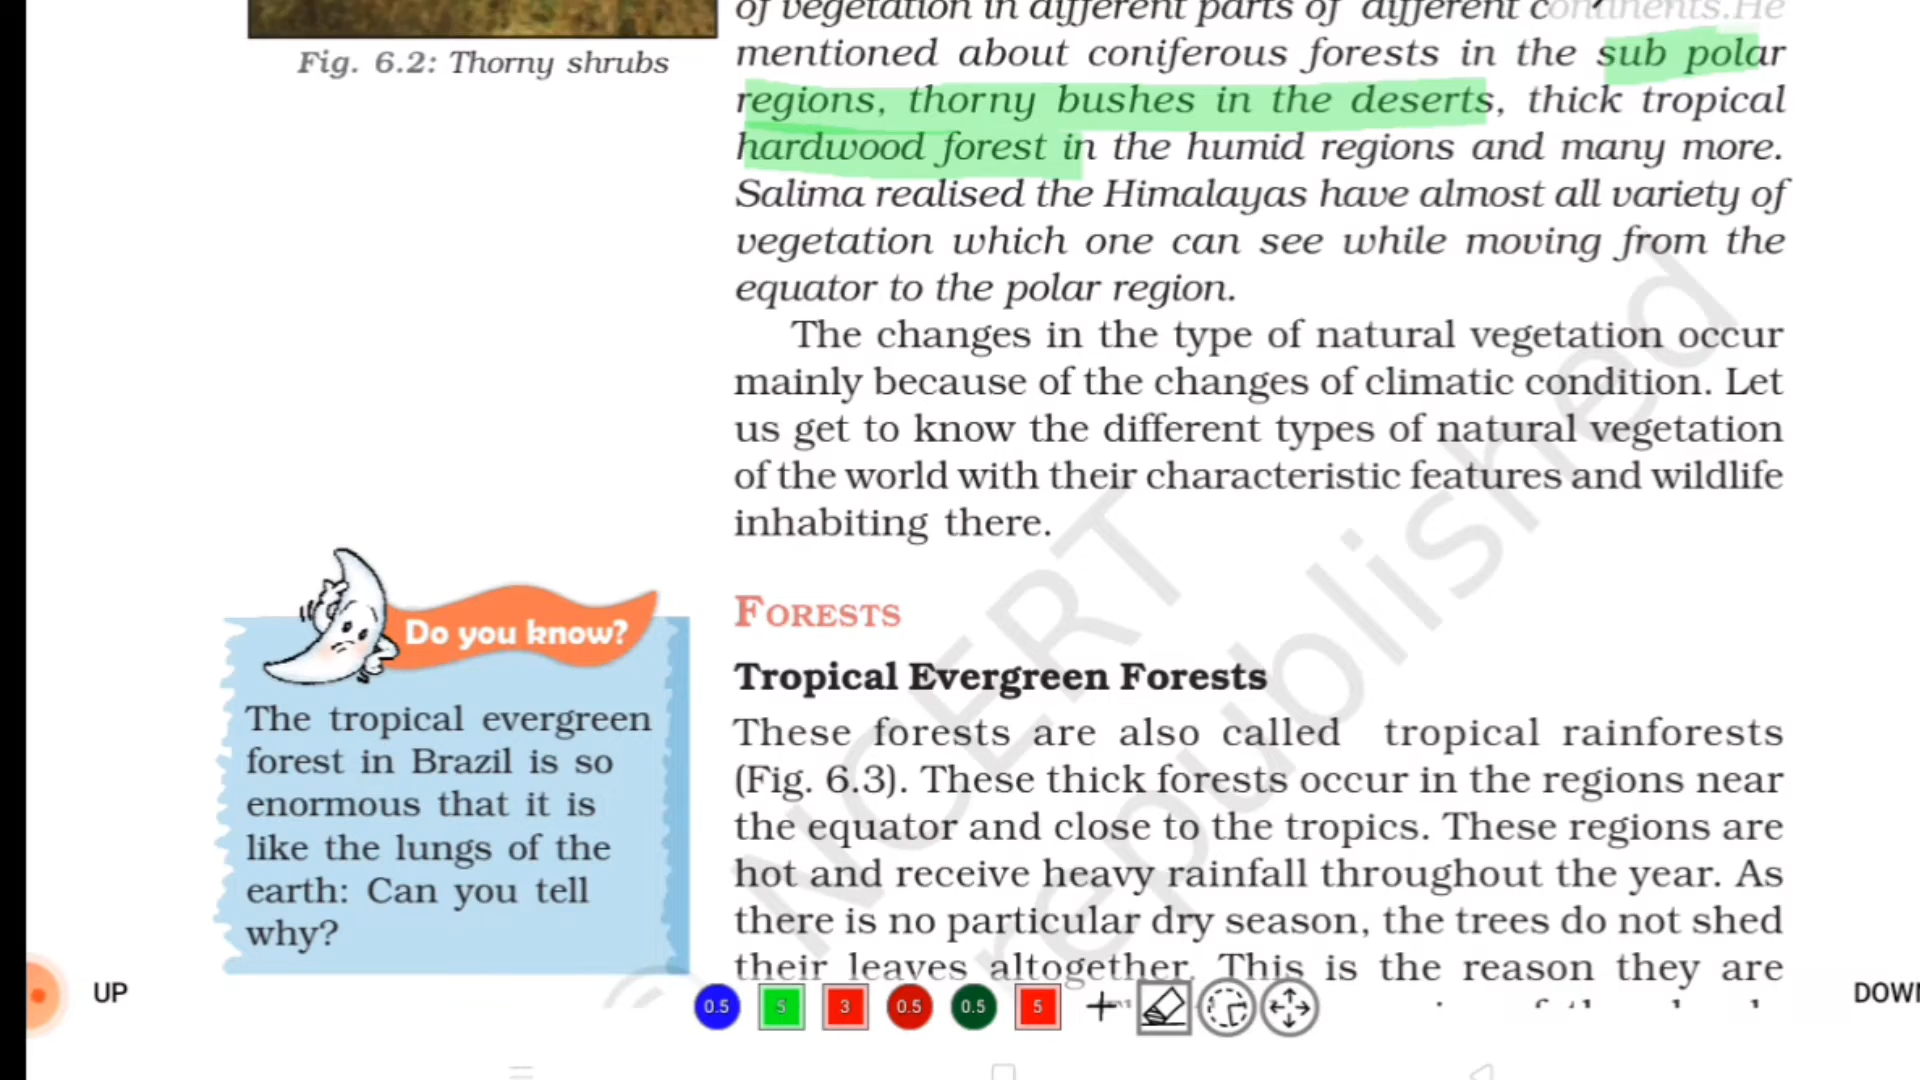 of vegetation in different parts of different continents. He
Fig. 6.2: Thorny shrubs
mentioned about coniferous forests in the sub polar
regions, thorny bushes in the deserts, thick tropical
hardwood forest in the humid regions and many more.
Salima realised the Himalayas have almost all variety of
vegetation which one can see while moving from the
equator to the polar region.
The changes in the type of natural vegetation occur
mainly because of the changes of climatic condition. Let
us get to know the different types of natural vegetation
of the world with their characteristic features and wildlife
inhabiting there.
FORESTS
Tropical Evergreen Forests
These forests are also called tropical rainforests
(Fig. 6.3). These thick forests occur in the regions near
the equator and close to the tropics. These regions are
hot and receive heavy rainfall throughout the year. As
there is no particular dry season, the trees do not shed
their leaves altogether. This is the reason they are
Do you know?
The tropical evergreen
forest in Brazil is so
enormous that it is
like the lungs of the
earth: Can you tell
why?
NCERT
republished
UP
0.5 5 3 0.5 0.5 5
DOWN